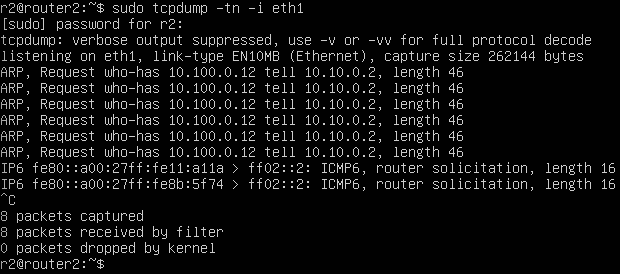 r2@router2:~$ sudo tcpdump -tn -i eth1
[sudo] password for r2:
tcpdump: verbose output suppressed, use -v or -vv for full protocol decode
listening on eth1, link-type EN10MB (Ethernet), capture size 262144 bytes
ARP, Request who-has 10.100.0.12 tell 10.10.0.2, length 46
ARP, Request who-has 10.100.0.12 tell 10.10.0.2, length 46
ARP, Request who-has 10.100.0.12 tell 10.10.0.2, length 46
ARP, Request who-has 10.100.0.12 tell 10.10.0.2, length 46
ARP, Request who-has 10.100.0.12 tell 10.10.0.2, length 46
ARP, Request who-has 10.100.0.12 tell 10.10.0.2, length 46
IP6 fe80::a00:27ff:fe11:a11a > ff02::2: ICMP6, router solicitation, length 16
IP6 fe80::a00:27ff:fe8b:5f74 > ff02::2: ICMP6, router solicitation, length 16
^C
8 packets captured
8 packets received by filter
0 packets dropped by kernel
r2@router2:~$